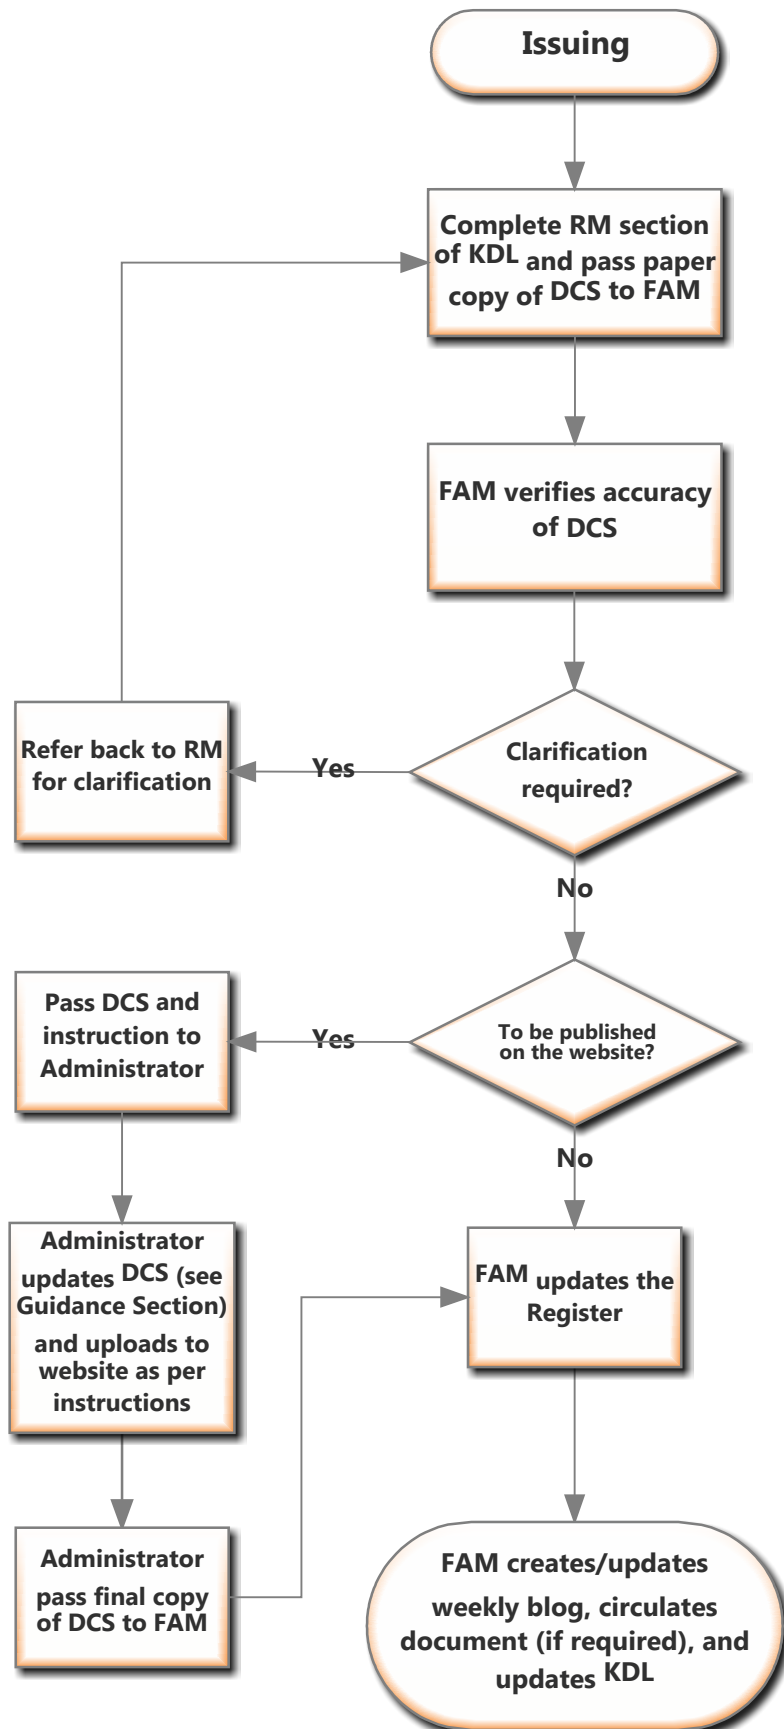 Issuing
Complete RM section
of KDL and pass paper
copy of DCS to FAM
FAM verifies accuracy
of DCS
Clarification
required?
Yes
Refer back to RM
for clarification
No
To be published
on the website?
Yes
Pass DCS and
instruction to
Administrator
No
Administrator
updates DCS (see
Guidance Section)
and uploads to
website as per
instructions
FAM updates the
Register
Administrator
pass final copy
of DCS to FAM
FAM creates/updates
weekly blog, circulates
document (if required), and
updates KDL